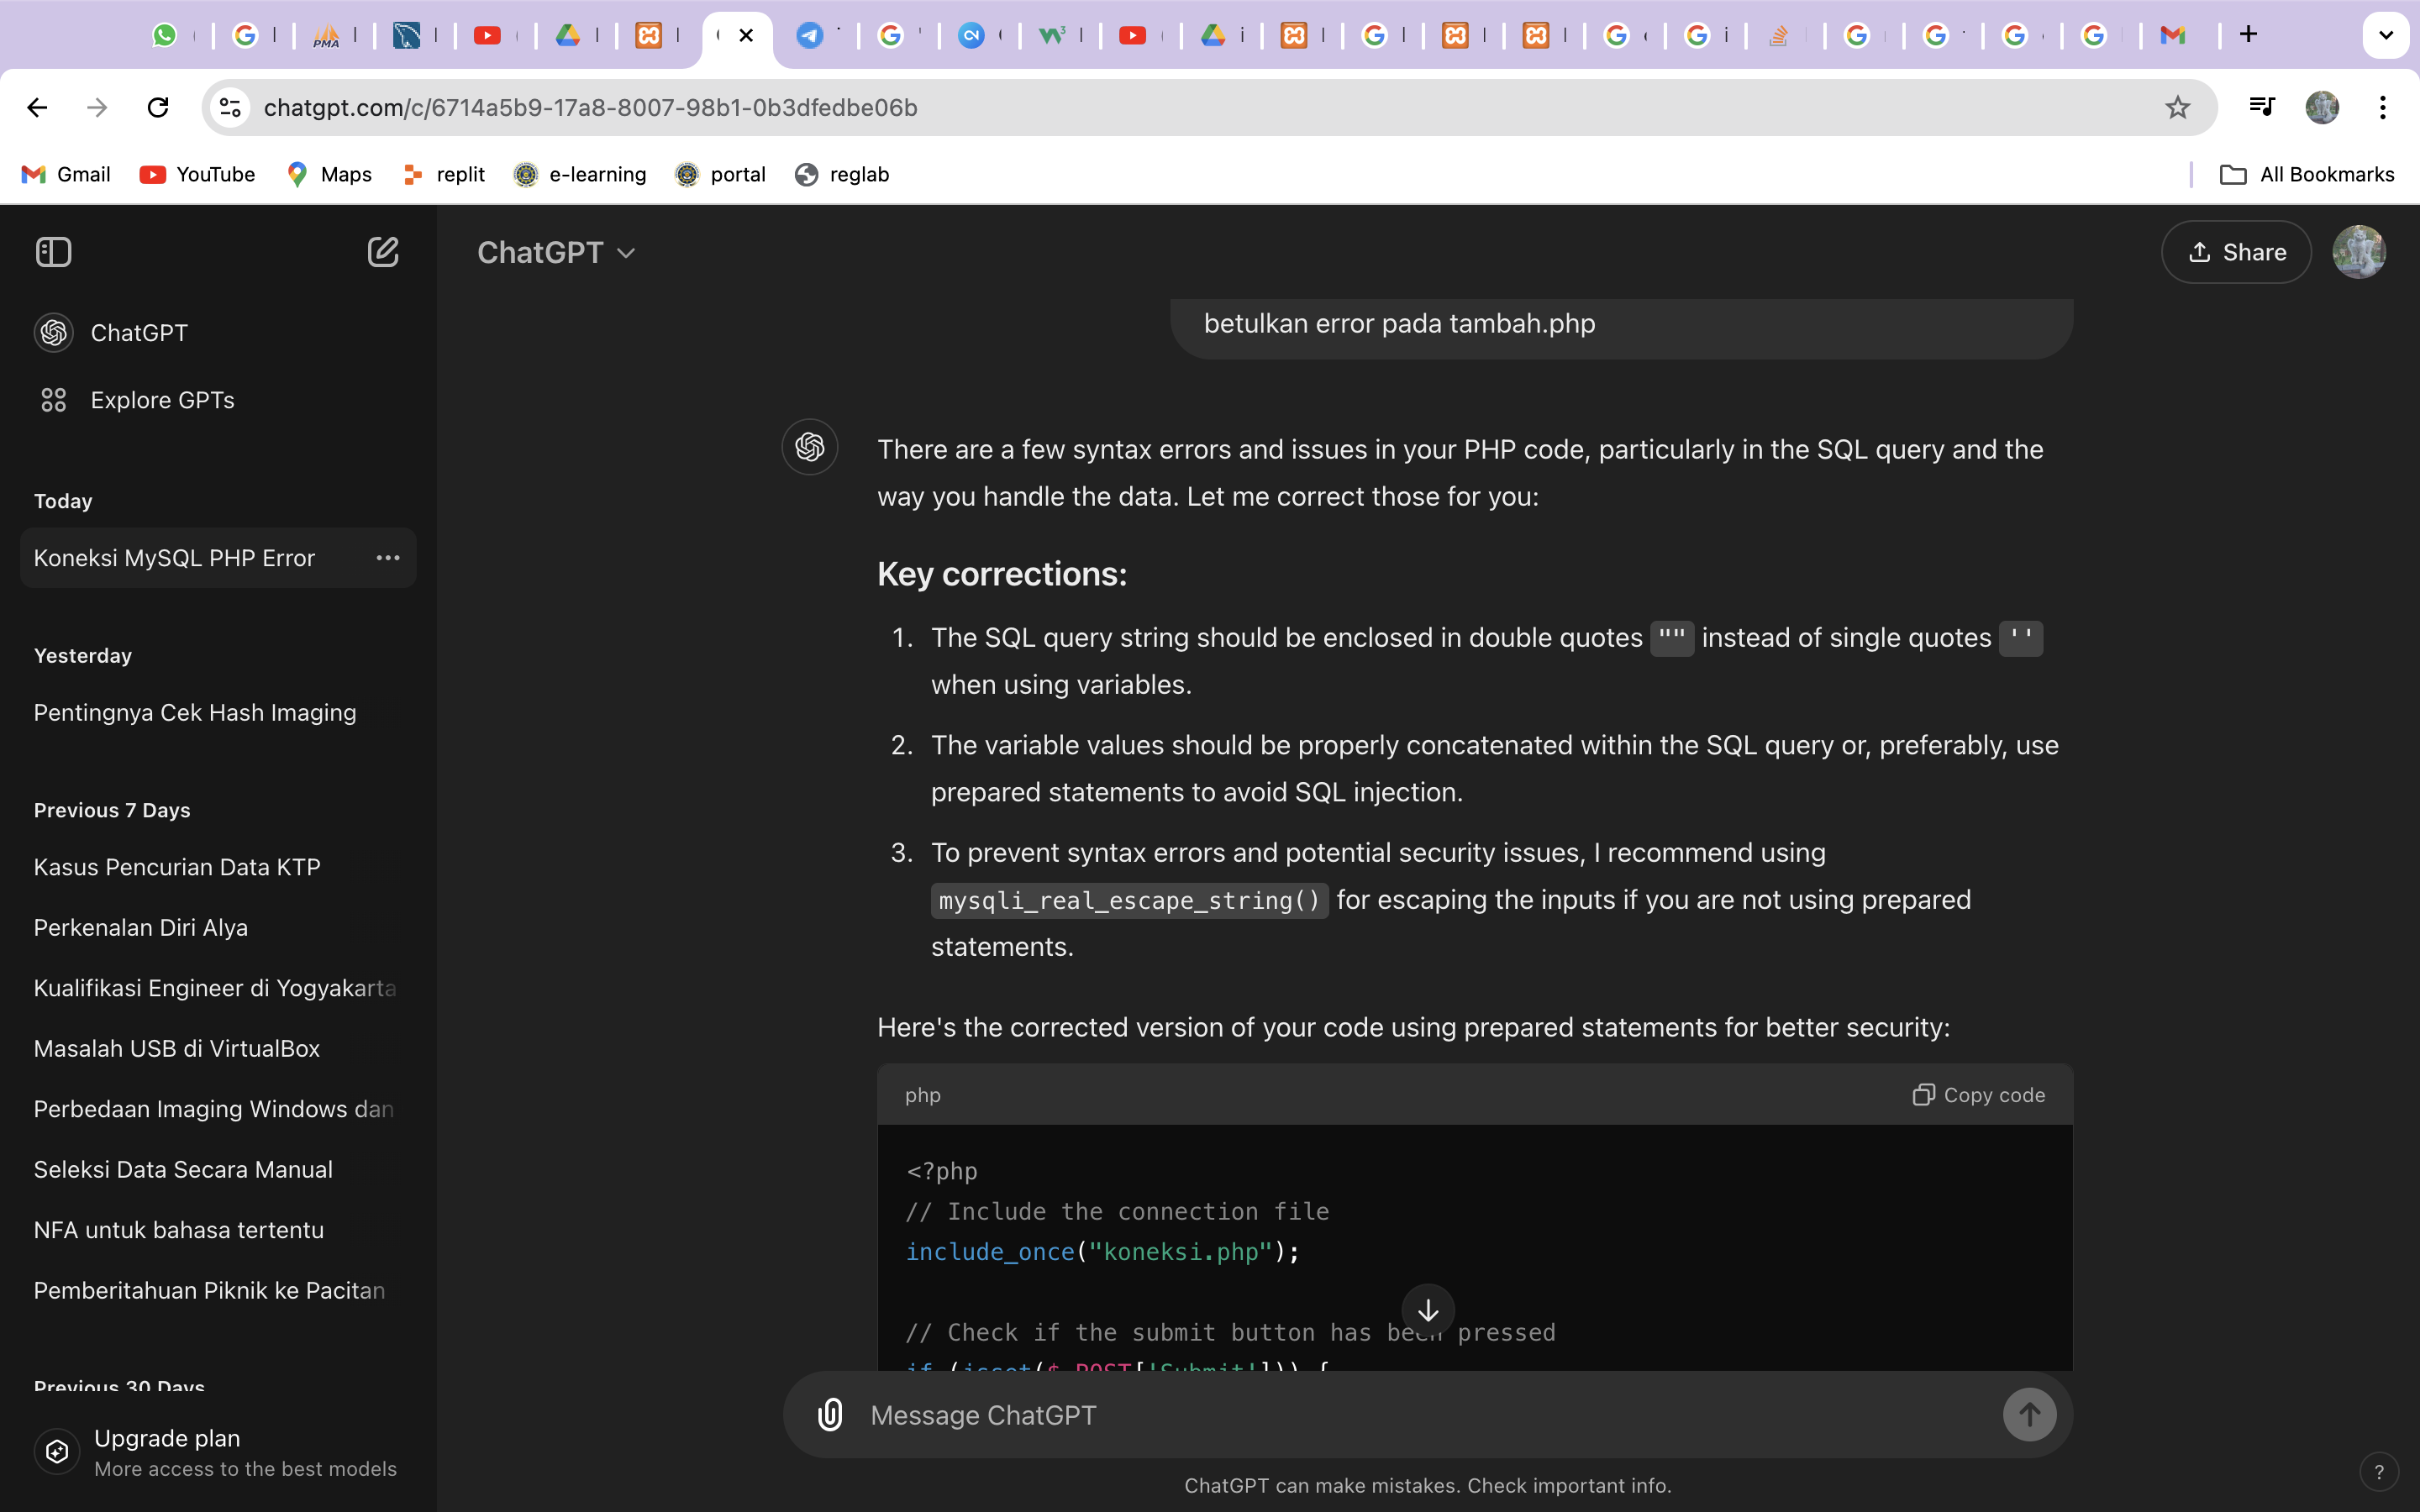 chatgpt.com/c/6714a5b9-17a8-8007-98b1-0b3dfedbe06b
Gmail
YouTube
Maps
replit
e-learning
portal
reglab
All Bookmarks
ChatGPT
Share
ChatGPT
Explore GPTs
Today
Koneksi MySQL PHP Error
Yesterday
Pentingnya Cek Hash Imaging
Previous 7 Days
Kasus Pencurian Data KTP
Perkenalan Diri Alya
Kualifikasi Engineer di Yogyakarta
Masalah USB di VirtualBox
Perbedaan Imaging Windows dan
Seleksi Data Secara Manual
NFA untuk bahasa tertentu
Pemberitahuan Piknik ke Pacitan
Previous 30 Days
Upgrade plan
More access to the best models
betulkan error pada tambah.php
There are a few syntax errors and issues in your PHP code, particularly in the SQL query and the
way you handle the data. Let me correct those for you:
Key corrections:
1. The SQL query string should be enclosed in double quotes "" instead of single quotes ''
when using variables.
2. The variable values should be properly concatenated within the SQL query or, preferably, use
prepared statements to avoid SQL injection.
3. To prevent syntax errors and potential security issues, I recommend using
mysqli_real_escape_string() for escaping the inputs if you are not using prepared
statements.
Here's the corrected version of your code using prepared statements for better security:
php
Copy code
<?php
// Include the connection file
include_once("koneksi.php");
// Check if the submit button has been pressed
if (isset($_POST['Submit'])) {
Message ChatGPT
ChatGPT can make mistakes. Check important info.
?